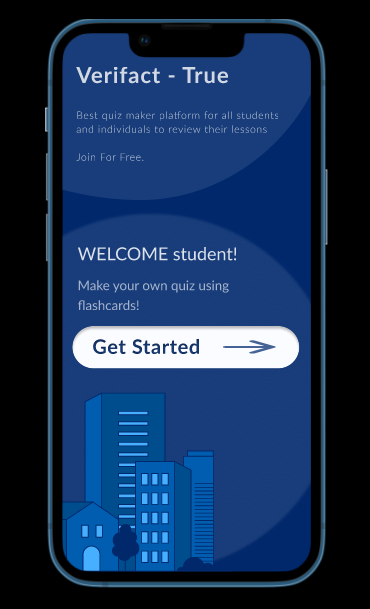 Verifact - True
Best quiz maker platform for all students
and individuals to review their lessons
Join For Free.
WELCOME student!
Make your own quiz using
flashcards!
Get Started